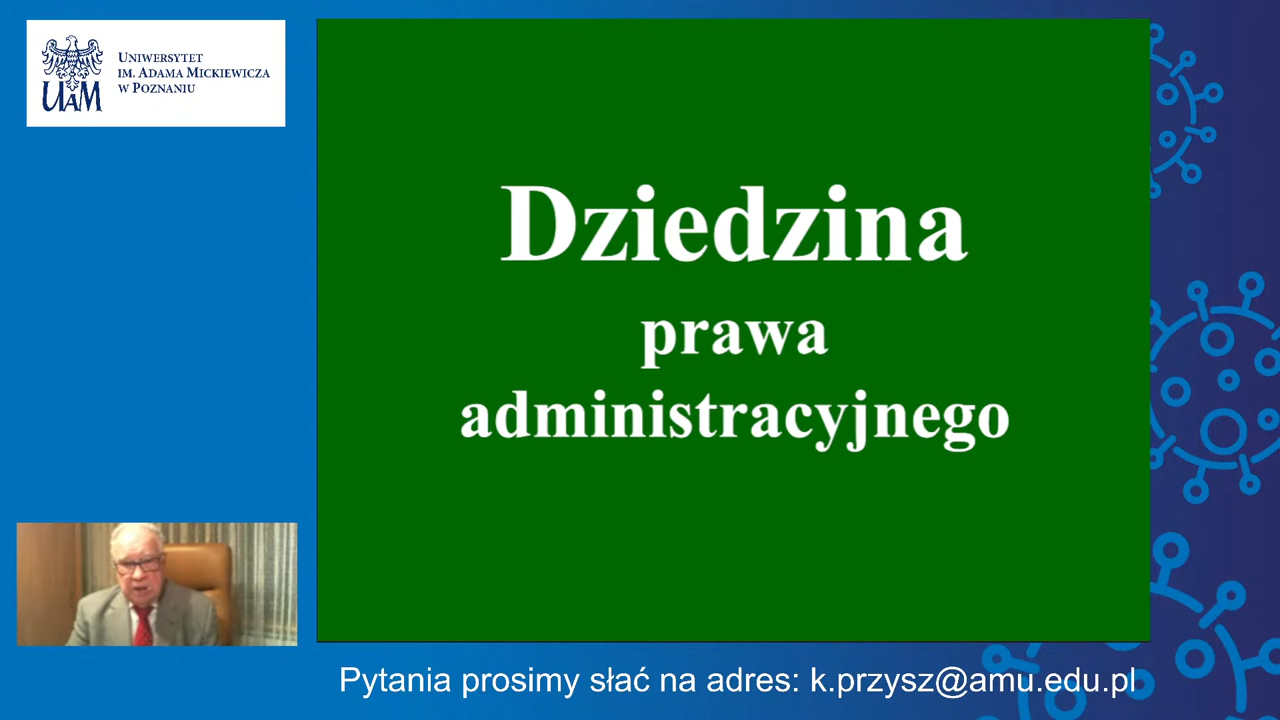 UNIWERSYTET
IM. ADAMA MICKIEWICZA
W POZNANIU
UAM
Dziedzina
prawa
administracyjnego
Pytania prosimy słać na adres: k.przysz@amu.edu.pl